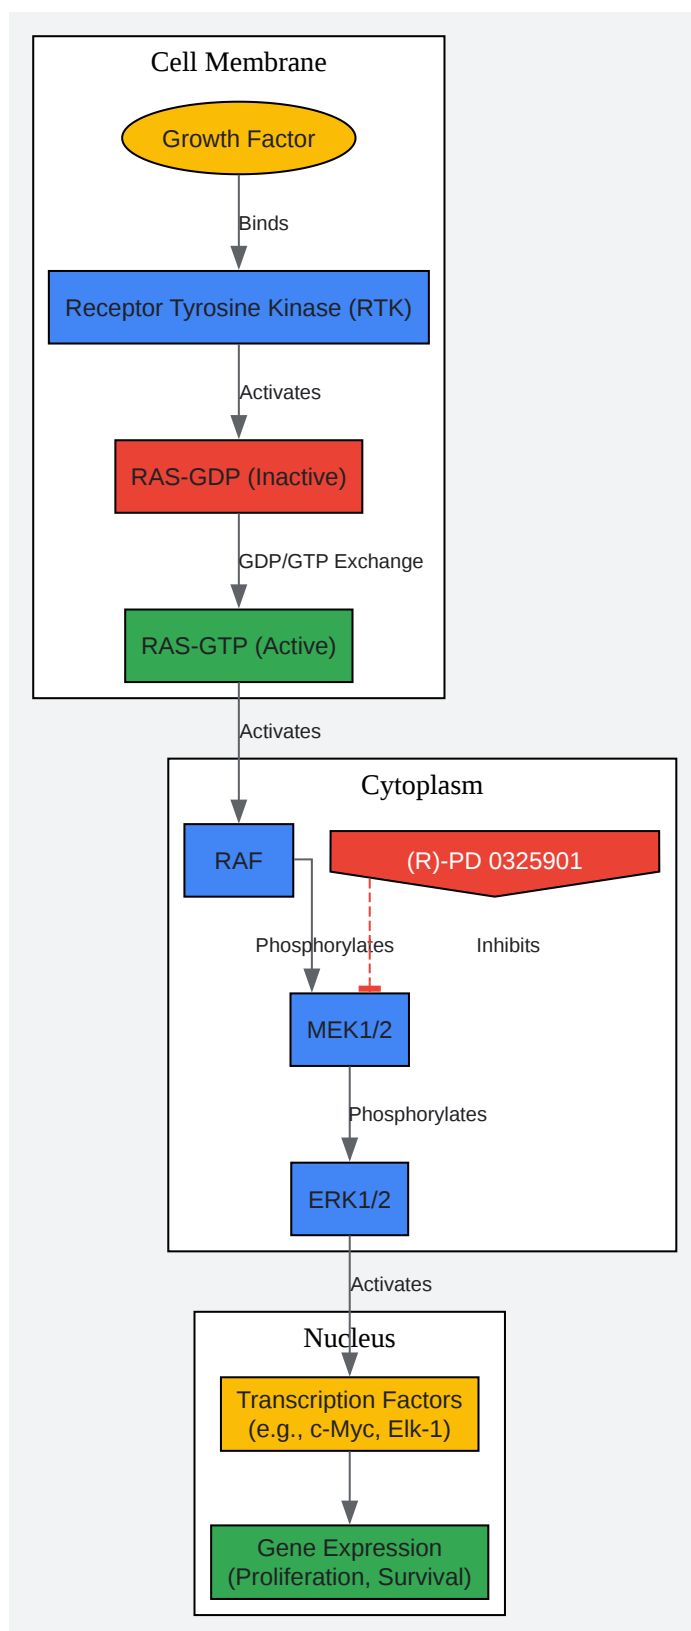 Cell Membrane
Growth Factor
Binds
Receptor Tyrosine Kinase (RTK)
Activates
RAS-GDP (Inactive)
GDP/GTP Exchange
RAS-GTP (Active)
Activates
Cytoplasm
RAF
(R)-PD 0325901
Phosphorylates
Inhibits
MEK1/2
Phosphorylates
ERK1/2
Activates
Nucleus
Transcription Factors
(e.g., c-Myc, Elk-1)
Gene Expression
(Proliferation, Survival)